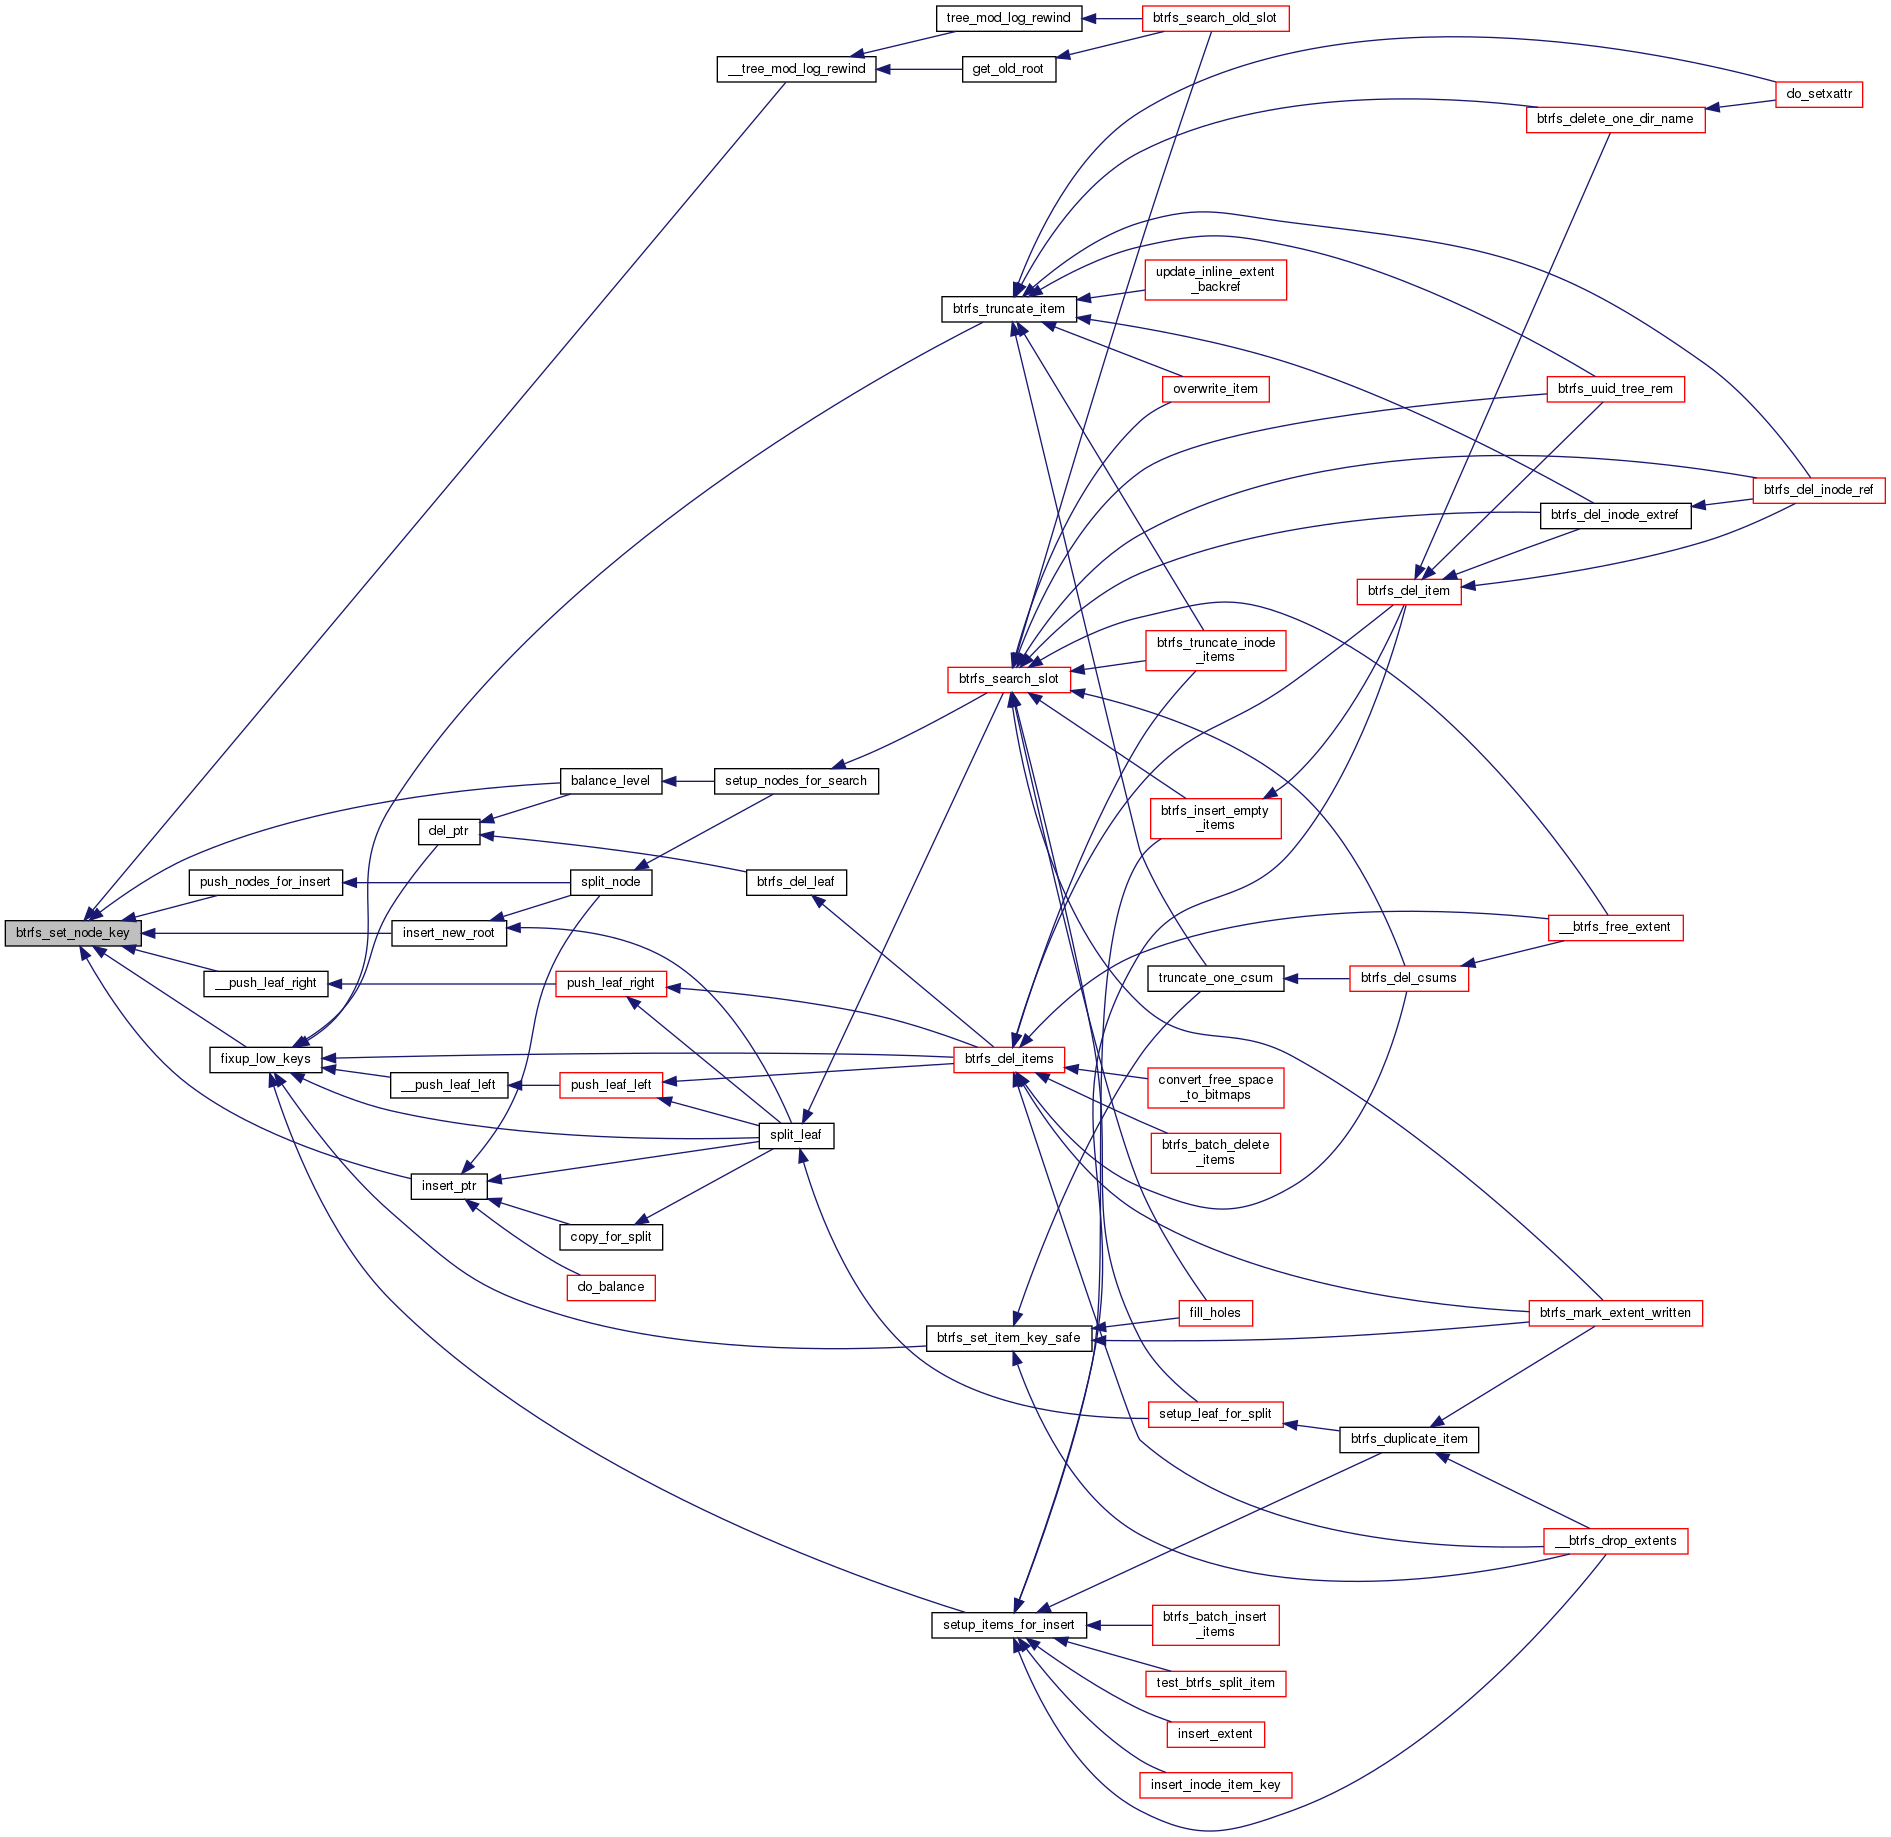 tree_mod_log_rewind
btrfs_search_old_slot
__tree_mod_log_rewind
get_old_root
do_setxattr
btrfs_delete_one_dir_name
update_inline_extent
_backref
btrfs_truncate_item
overwrite_item
btrfs_uuid_tree_rem
btrfs_del_inode_ref
btrfs_del_inode_extref
btrfs_del_item
btrfs_truncate_inode
_items
btrfs_search_slot
balance_level
setup_nodes_for_search
btrfs_insert_empty
_items
del_ptr
push_nodes_for_insert
split_node
btrfs_del_leaf
btrfs_set_node_key
insert_new_root
__btrfs_free_extent
__push_leaf_right
push_leaf_right
truncate_one_csum
btrfs_del_csums
fixup_low_keys
btrfs_del_items
__push_leaf_left
push_leaf_left
convert_free_space
_to_bitmaps
split_leaf
btrfs_batch_delete
_items
insert_ptr
copy_for_split
do_balance
fill_holes
btrfs_mark_extent_written
btrfs_set_item_key_safe
setup_leaf_for_split
btrfs_duplicate_item
__btrfs_drop_extents
setup_items_for_insert
btrfs_batch_insert
_items
test_btrfs_split_item
insert_extent
insert_inode_item_key